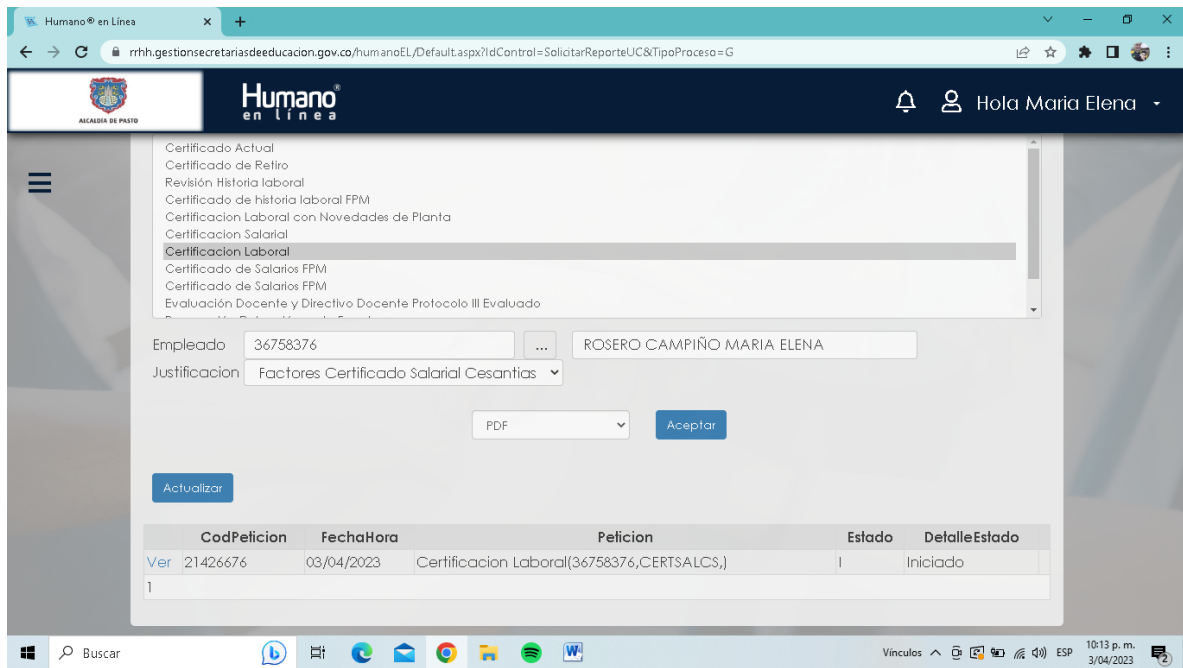 Humano® en Línea
rrhh.gestionsecretariasdeeducacion.gov.co/humanoEL/Default.aspx?IdControl=SolicitarReporteUC&TipoProceso=G
ALCALDÍA DE PASTO
Humano®
en línea
Hola Maria Elena
Certificado Actual
Certificado de Retiro
Revisión Historia laboral
Certificado de historia laboral FPM
Certificacion Laboral con Novedades de Planta
Certificacion Salarial
Certificacion Laboral
Certificado de Salarios FPM
Certificado de Salarios FPM
Evaluación Docente y Directivo Docente Protocolo III Evaluado
Empleado 36758376 ... ROSERO CAMPIÑO MARIA ELENA
Justificacion Factores Certificado Salarial Cesantias
PDF Aceptar
Actualizar
CodPeticion FechaHora Peticion Estado DetalleEstado
Ver 21426676 03/04/2023 Certificacion Laboral(36758376,CERTSALCS,) I Iniciado
1
Buscar
Vínculos ESP 10:13 p. m.
3/04/2023 2